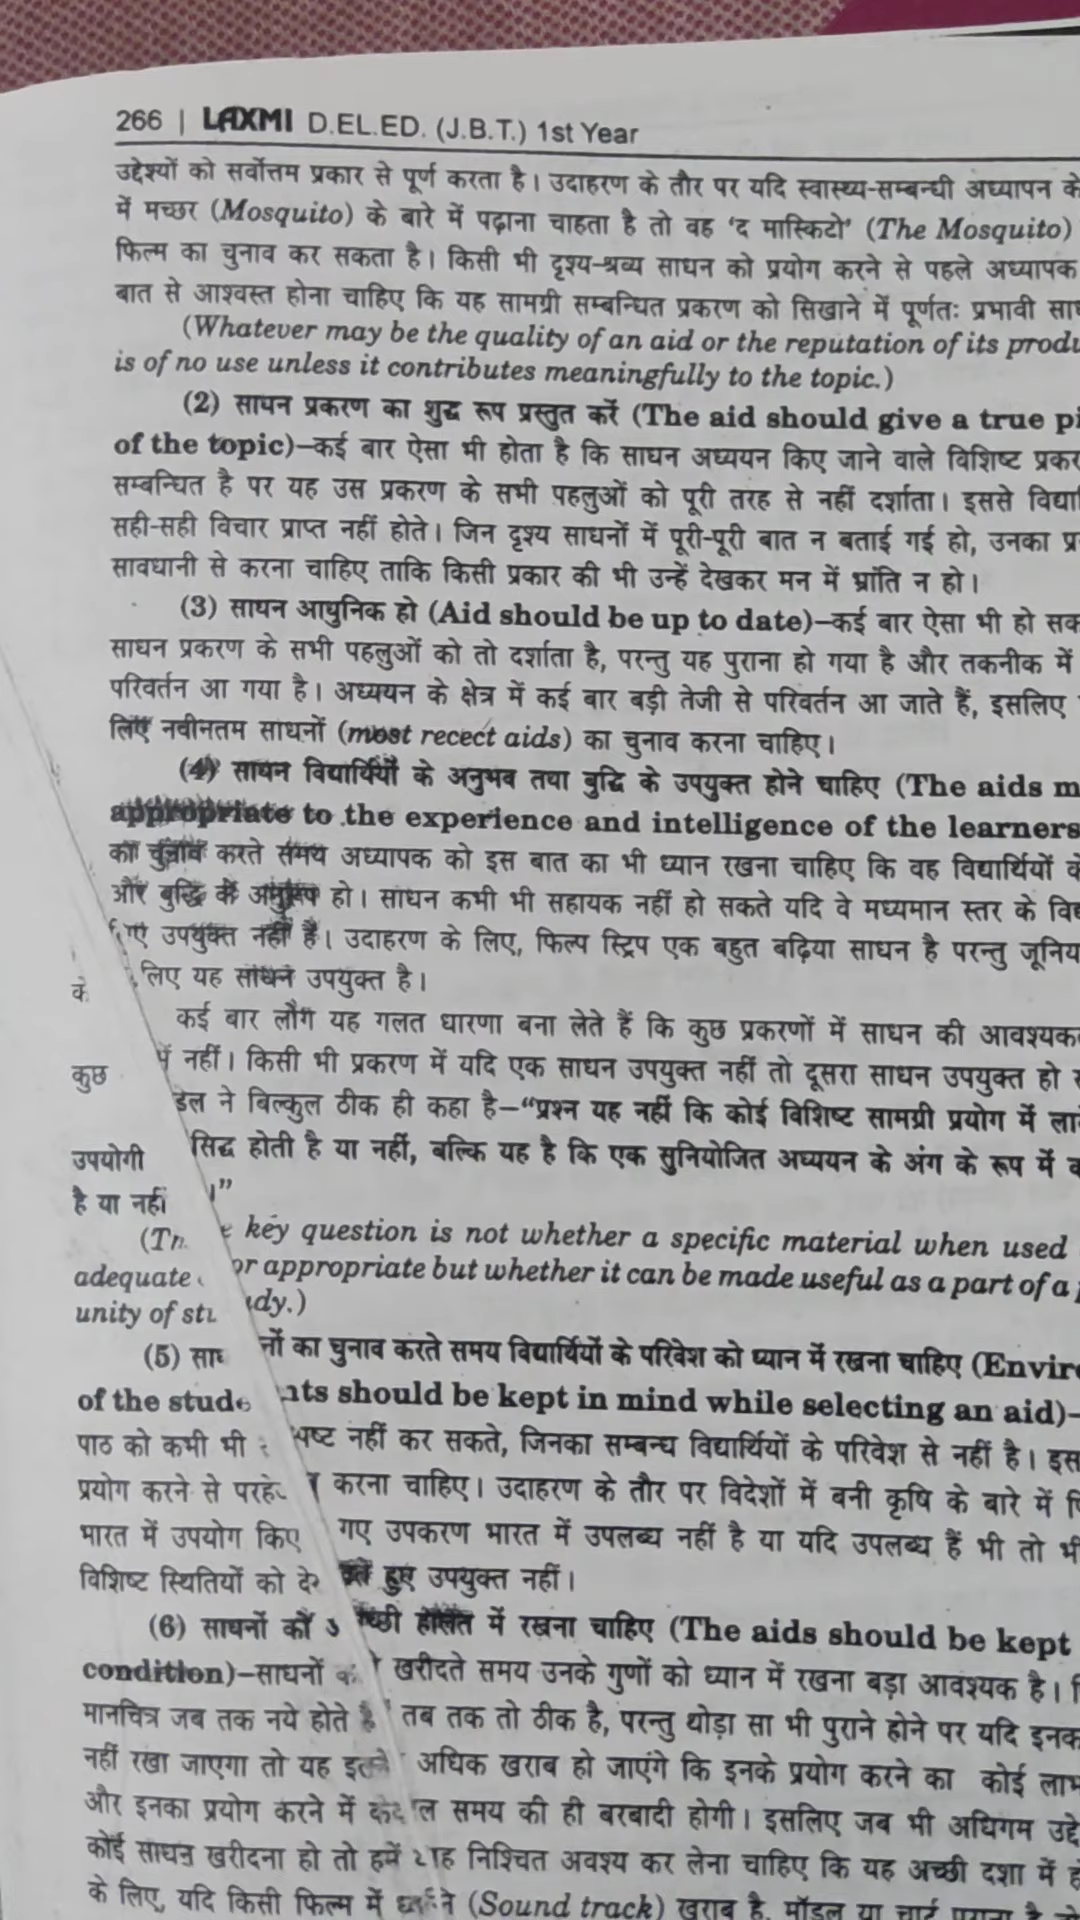 266 | LAXMI D.EL.ED. (J.B.T.) 1st Year
उद्देश्यों को सर्वोत्तम प्रकार से पूर्ण करता है। उदाहरण के तौर पर यदि स्वास्थ्य-सम्बन्धी अध्यापन के
में मच्छर (Mosquito) के बारे में पढ़ाना चाहता है तो वह ‘द मास्किटो’ (The Mosquito)
फिल्म का चुनाव कर सकता है। किसी भी दृश्य-श्रव्य साधन को प्रयोग करने से पहले अध्यापक
बात से आश्वस्त होना चाहिए कि यह सामग्री सम्बन्धित प्रकरण को सिखाने में पूर्णतः प्रभावी
(Whatever may be the quality of an aid or the reputation of its
is of no use unless it contributes meaningfully to the topic.)
(2) साधन प्रकरण का शुद्ध रूप प्रस्तुत करें (The aid should give a true
of the topic)–कई बार ऐसा भी होता है कि साधन अध्ययन किए जाने वाले विशिष्ट
सम्बन्धित है पर यह उस प्रकरण के सभी पहलुओं को पूरी तरह से नहीं दर्शाता। इससे
सही-सही विचार प्राप्त नहीं होते। जिन दृश्य साधनों में पूरी-पूरी बात न बताई गई हो, उनका
सावधानी से करना चाहिए ताकि किसी प्रकार की भी उन्हें देखकर मन में भ्रांति न हो।
(3) साधन आधुनिक हो (Aid should be up to date)–कई बार ऐसा भी हो
साधन प्रकरण के सभी पहलुओं को तो दर्शाता है, परन्तु यह पुराना हो गया है और तकनीक में
परिवर्तन आ गया है। अध्ययन के क्षेत्र में कई बार बड़ी तेजी से परिवर्तन आ जाते हैं, इसलिए
लिए नवीनतम साधनों (most recect aids) का चुनाव करना चाहिए।
(4) साधन विद्यार्थियों के अनुभव तथा बुद्धि के उपयुक्त होने चाहिए (The aids
appropriate to the experience and intelligence of the learners
का चुनाव करते समय अध्यापक को इस बात का भी ध्यान रखना चाहिए कि वह विद्यार्थियों
और बुद्धि के अनुरूप हो। साधन कभी भी सहायक नहीं हो सकते यदि वे मध्यमान स्तर के
उपयुक्त नहीं है। उदाहरण के लिए, फिल्प स्ट्रिप एक बहुत बढ़िया साधन है परन्तु
के लिए यह साधन उपयुक्त है।
कई बार लौग यह गलत धारणा बना लेते हैं कि कुछ प्रकरणों में साधन की
कुछ में नहीं। किसी भी प्रकरण में यदि एक साधन उपयुक्त नहीं तो दूसरा साधन उपयुक्त हो
ने बिल्कुल ठीक ही कहा है–“प्रश्न यह नहीं कि कोई विशिष्ट सामग्री प्रयोग में
उपयोगी सिद्ध होती है या नहीं, बल्कि यह है कि एक सुनियोजित अध्ययन के अंग के रूप में
है या नहीं।”
(The key question is not whether a specific material when used
adequate or appropriate but whether it can be made useful as a part of a
unity of study.)
(5) साधनों का चुनाव करते समय विद्यार्थियों के परिवेश को ध्यान में रखना चाहिए
of the students should be kept in mind while selecting an aid)–
पाठ को कभी भी स्पष्ट नहीं कर सकते, जिनका सम्बन्ध विद्यार्थियों के परिवेश से नहीं है।
प्रयोग करने से परहेज करना चाहिए। उदाहरण के तौर पर विदेशों में बनी कृषि के बारे में
भारत में उपयोग किए गए उपकरण भारत में उपलब्ध नहीं है या यदि उपलब्ध हैं भी तो
विशिष्ट स्थितियों को देखते हुए उपयुक्त नहीं।
(6) साधनों को अच्छी हालत में रखना चाहिए (The aids should be kept
condition)–साधनों को खरीदते समय उनके गुणों को ध्यान में रखना बड़ा आवश्यक है।
मानचित्र जब तक नये होते हैं तब तक तो ठीक है, परन्तु थोड़ा सा भी पुराने होने पर यदि
नहीं रखा जाएगा तो यह इतने अधिक खराब हो जाएंगे कि इनके प्रयोग करने का कोई
और इनका प्रयोग करने में केवल समय की ही बरबादी होगी। इसलिए जब भी अधिगम
कोई साधन खरीदना हो तो हमें यह निश्चित अवश्य कर लेना चाहिए कि यह अच्छी दशा में
के लिए, यदि किसी फिल्म में (Sound track) खराब है, मॉडल या चार्ट